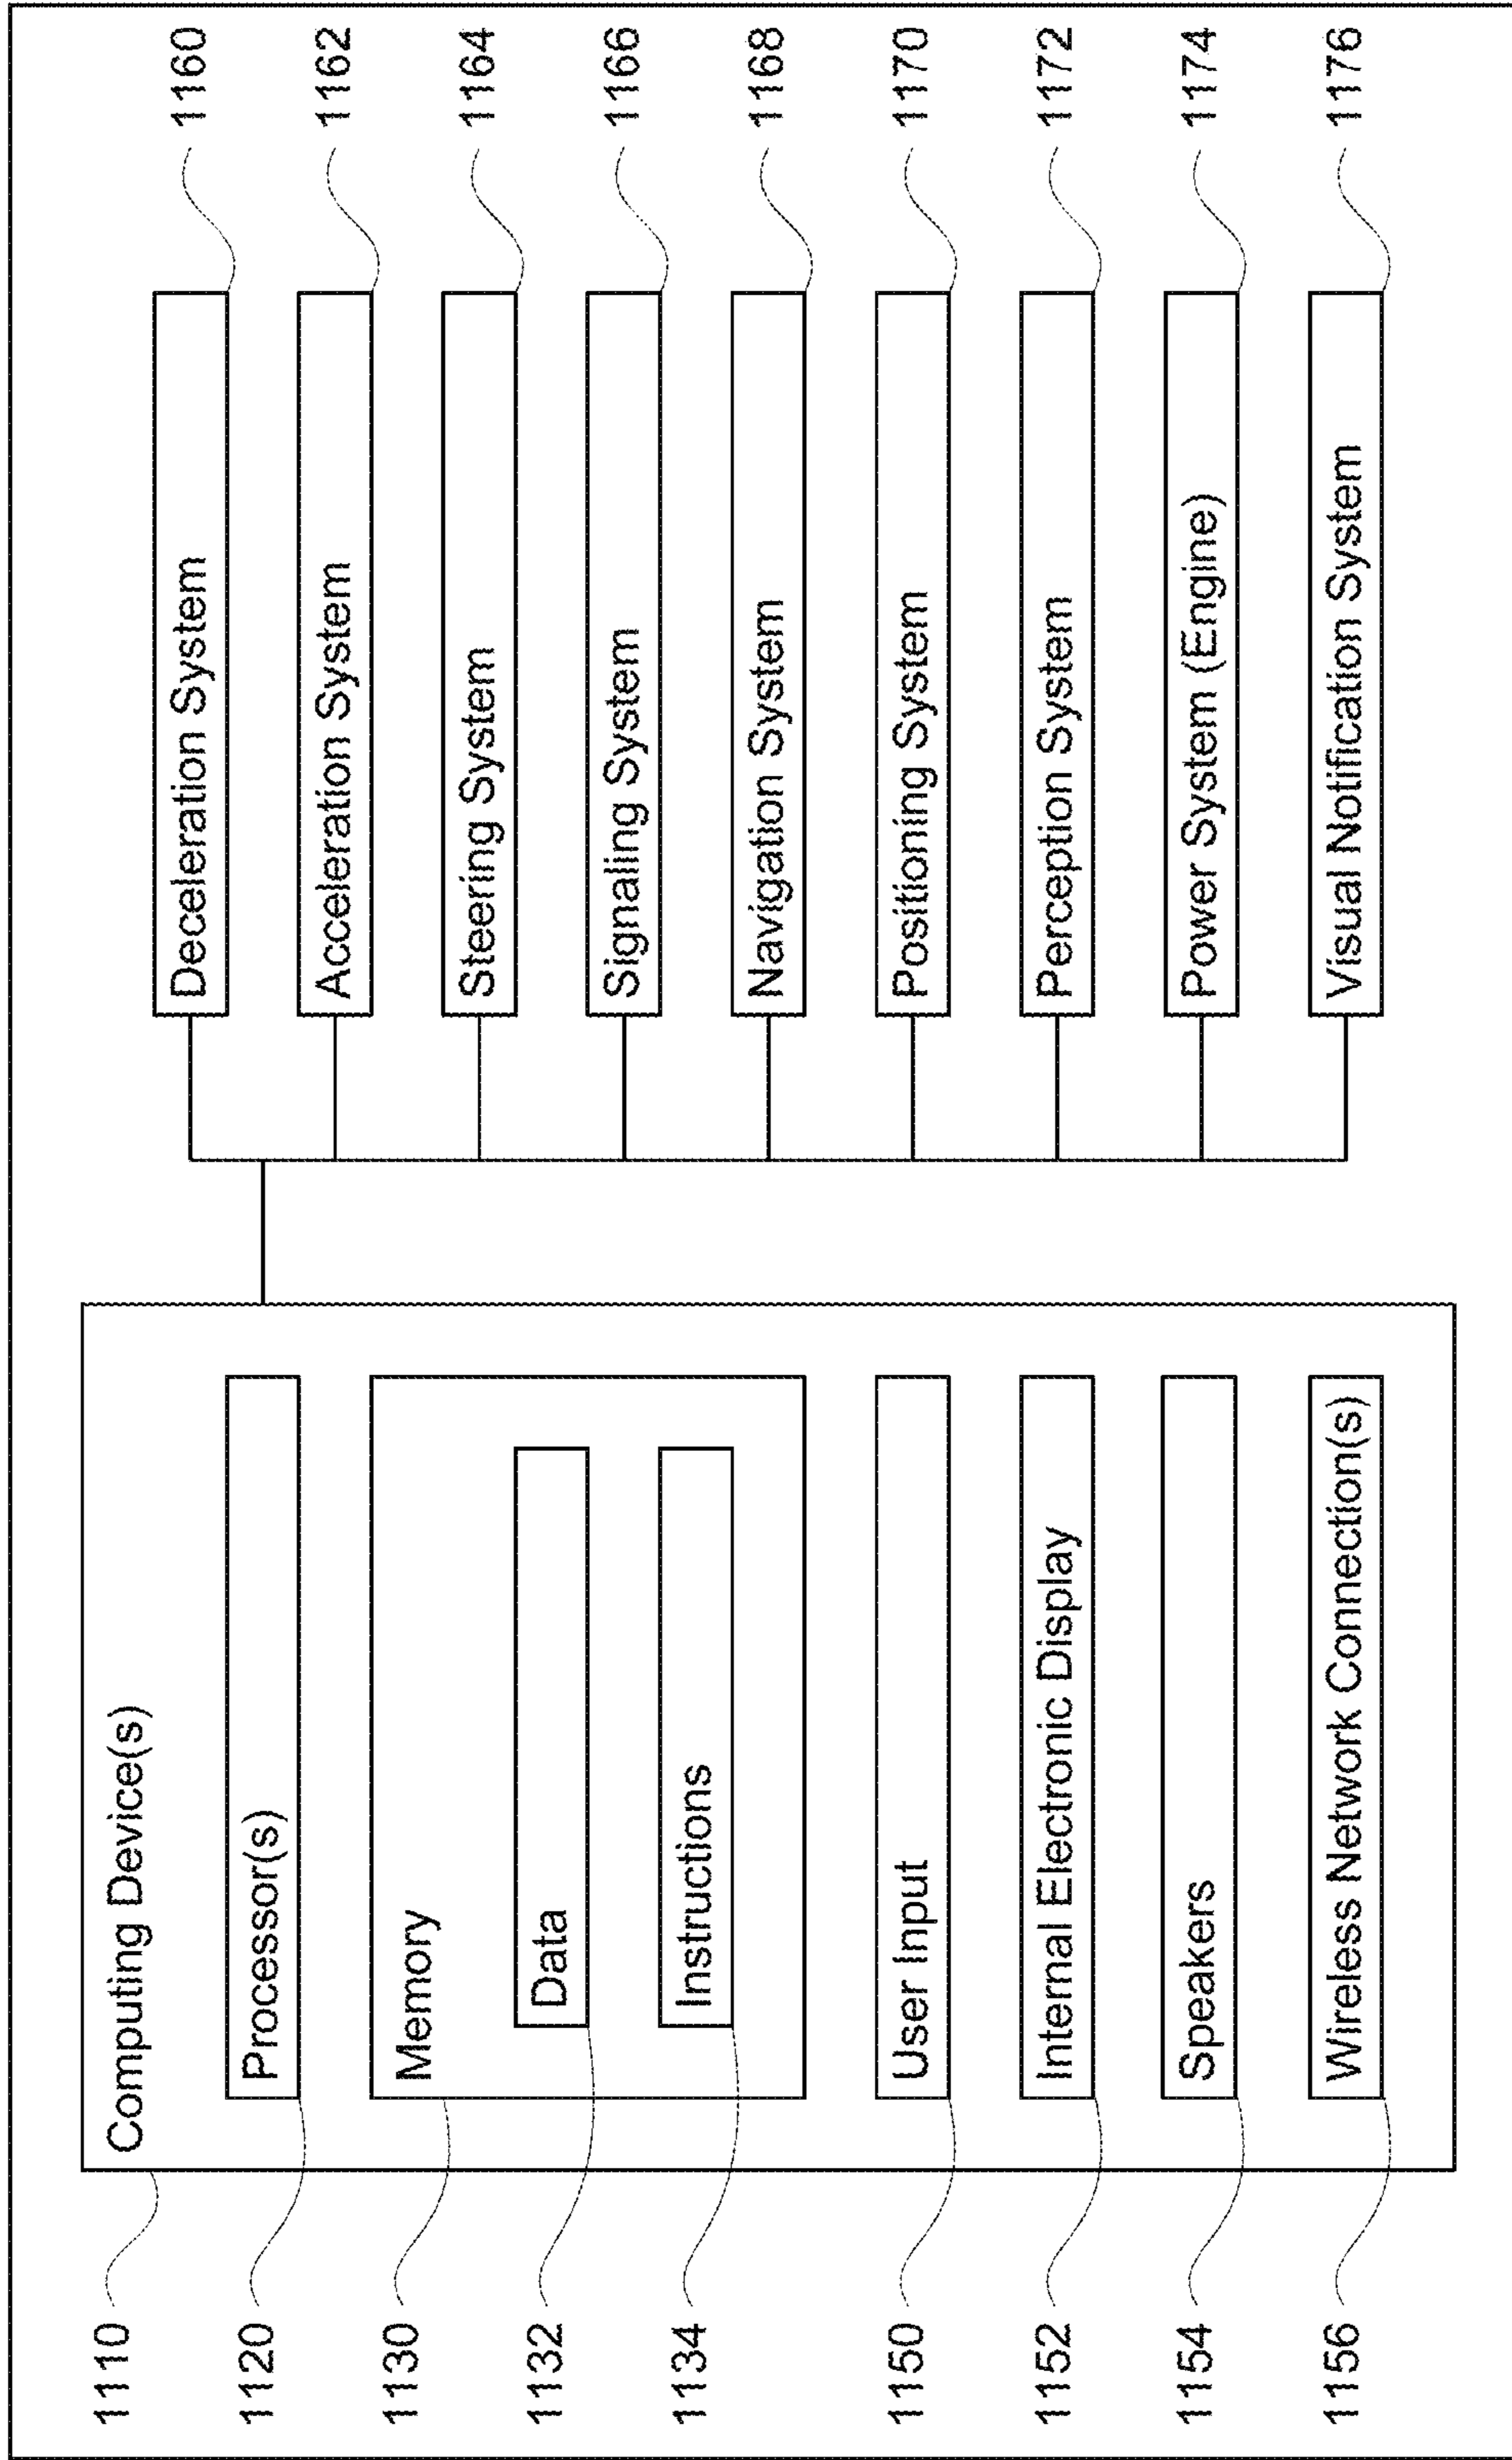 1110
Computing Device(s)
1120
Processor(s)
1130
Memory
1132
Data
1134
Instructions
1150
User Input
1152
Internal Electronic Display
1154
Speakers
1156
Wireless Network Connection(s)
Deceleration System
1160
Acceleration System
1162
Steering System
1164
Signaling System
1166
Navigation System
1168
Positioning System
1170
Perception System
1172
Power System (Engine)
1174
Visual Notification System
1176